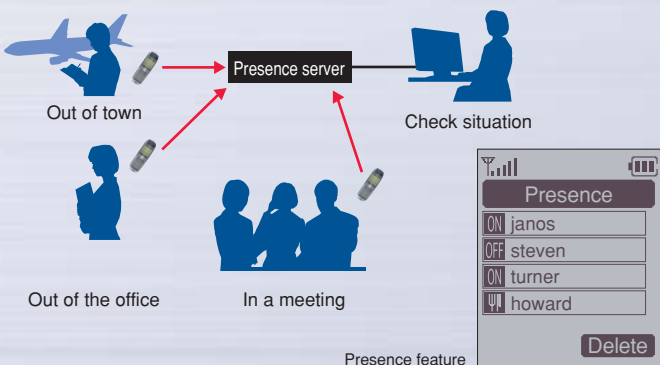 Presence server
Out of town
Check situation
Out of the office
In a meeting
Presence
ON janos
OFF steven
ON turner
howard
Delete
Presence feature